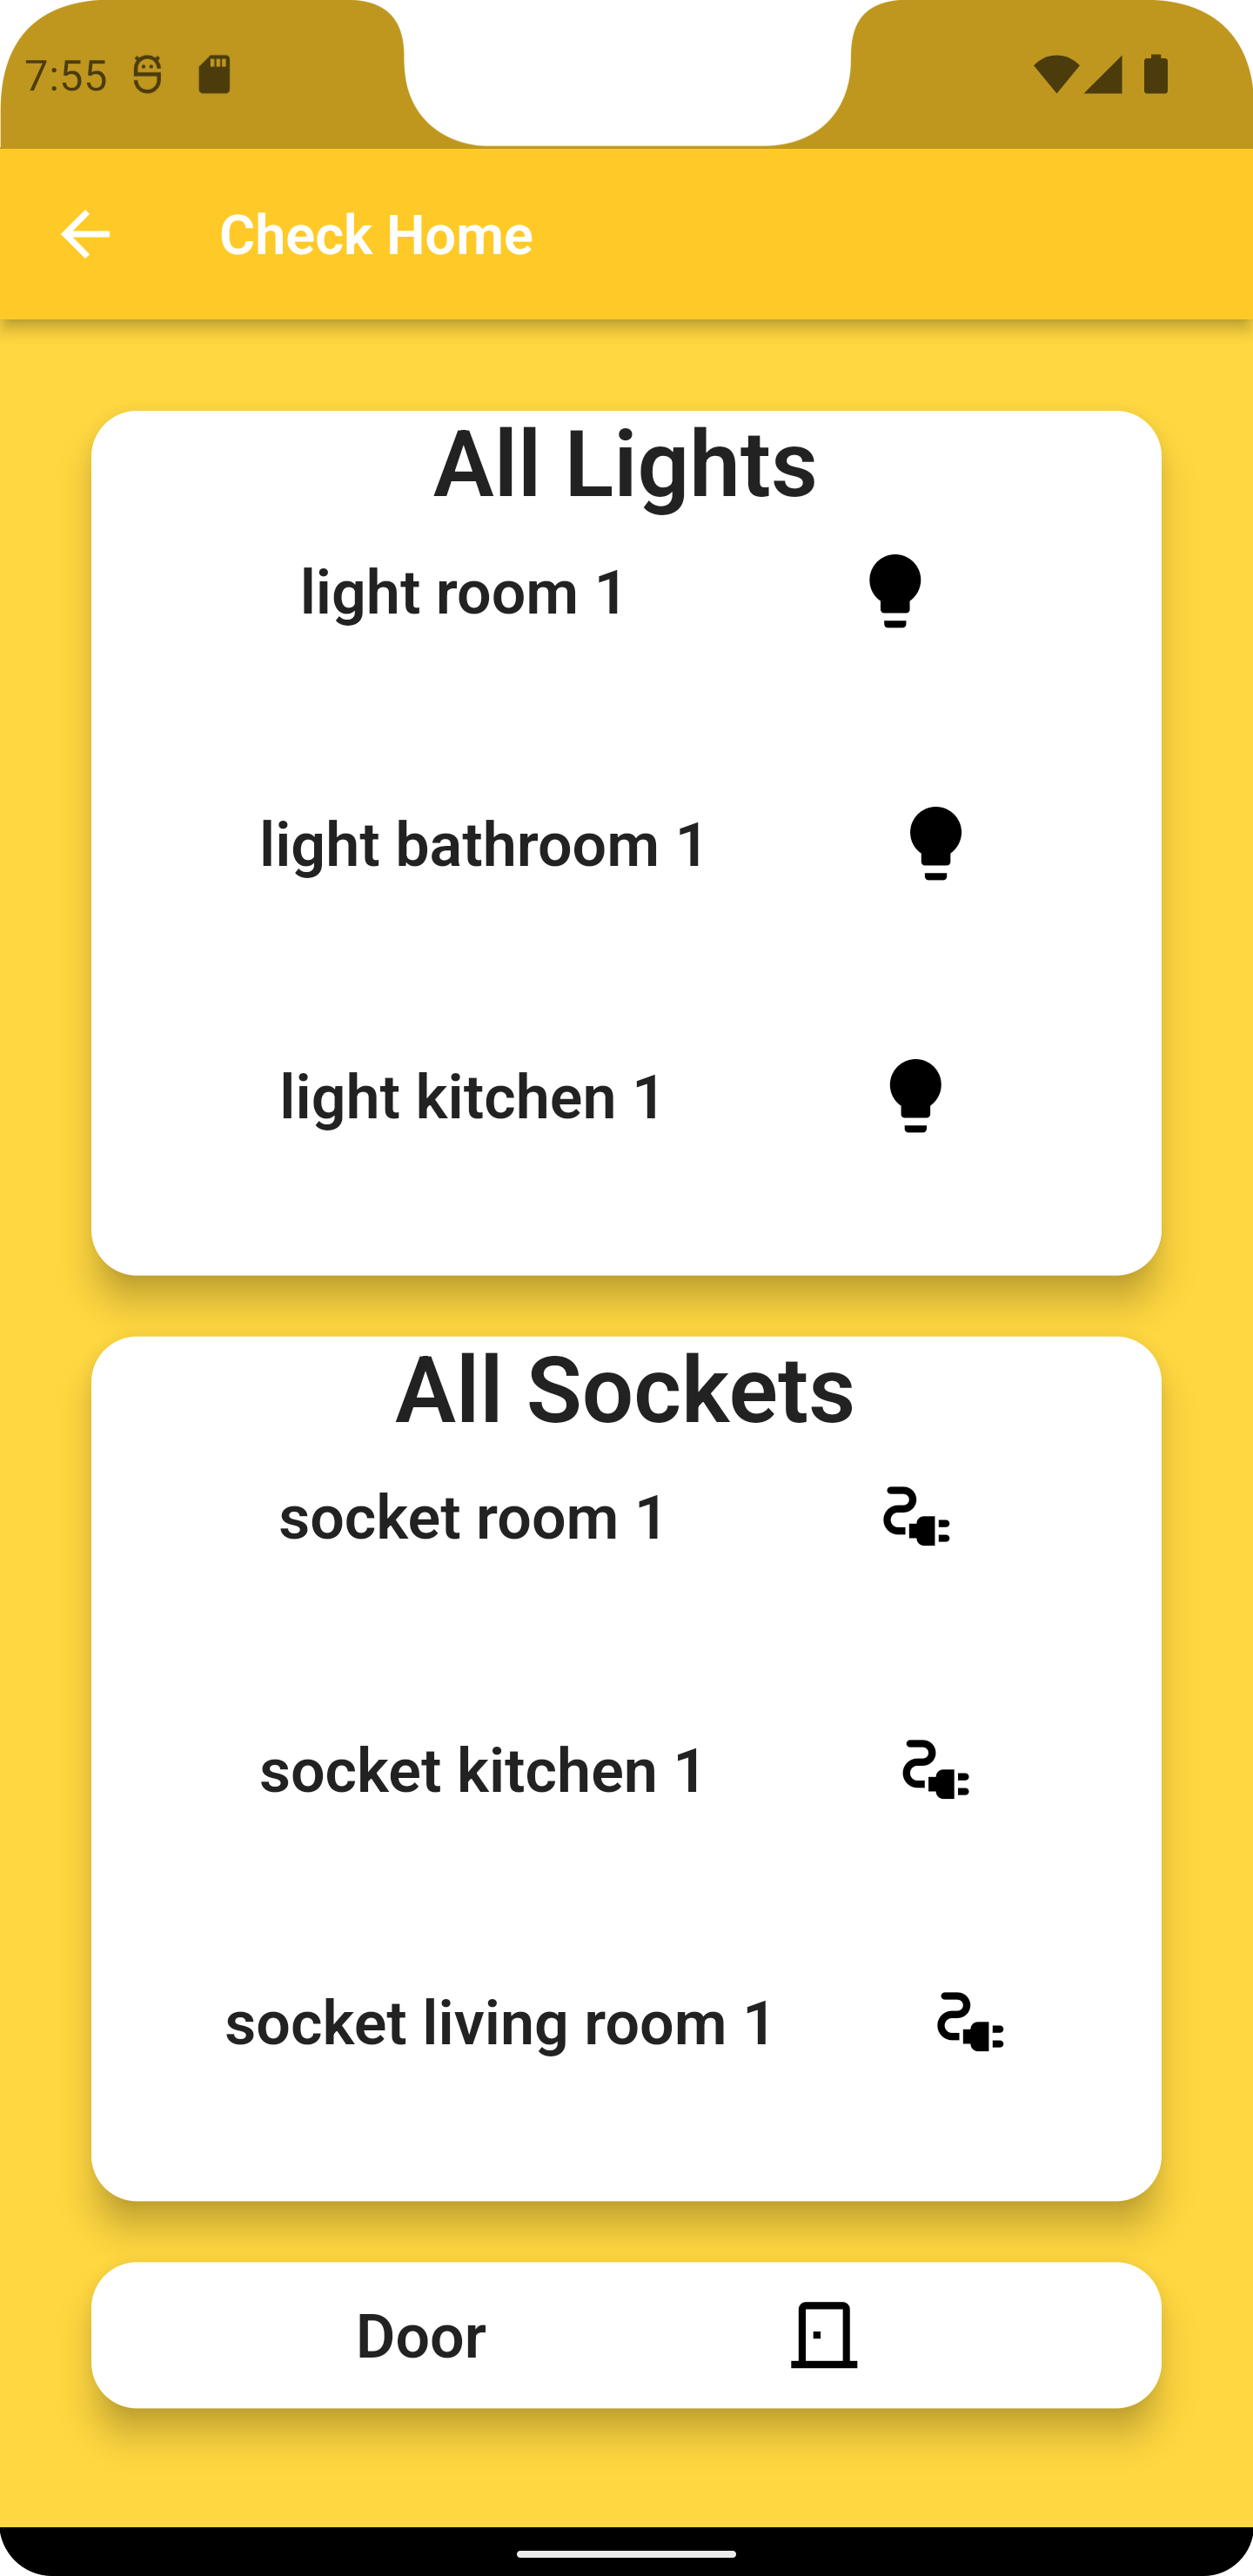 7:55
Check Home
All Lights
light room 1
light bathroom 1
light kitchen 1
All Sockets
socket room 1
socket kitchen 1
socket living room 1
Door